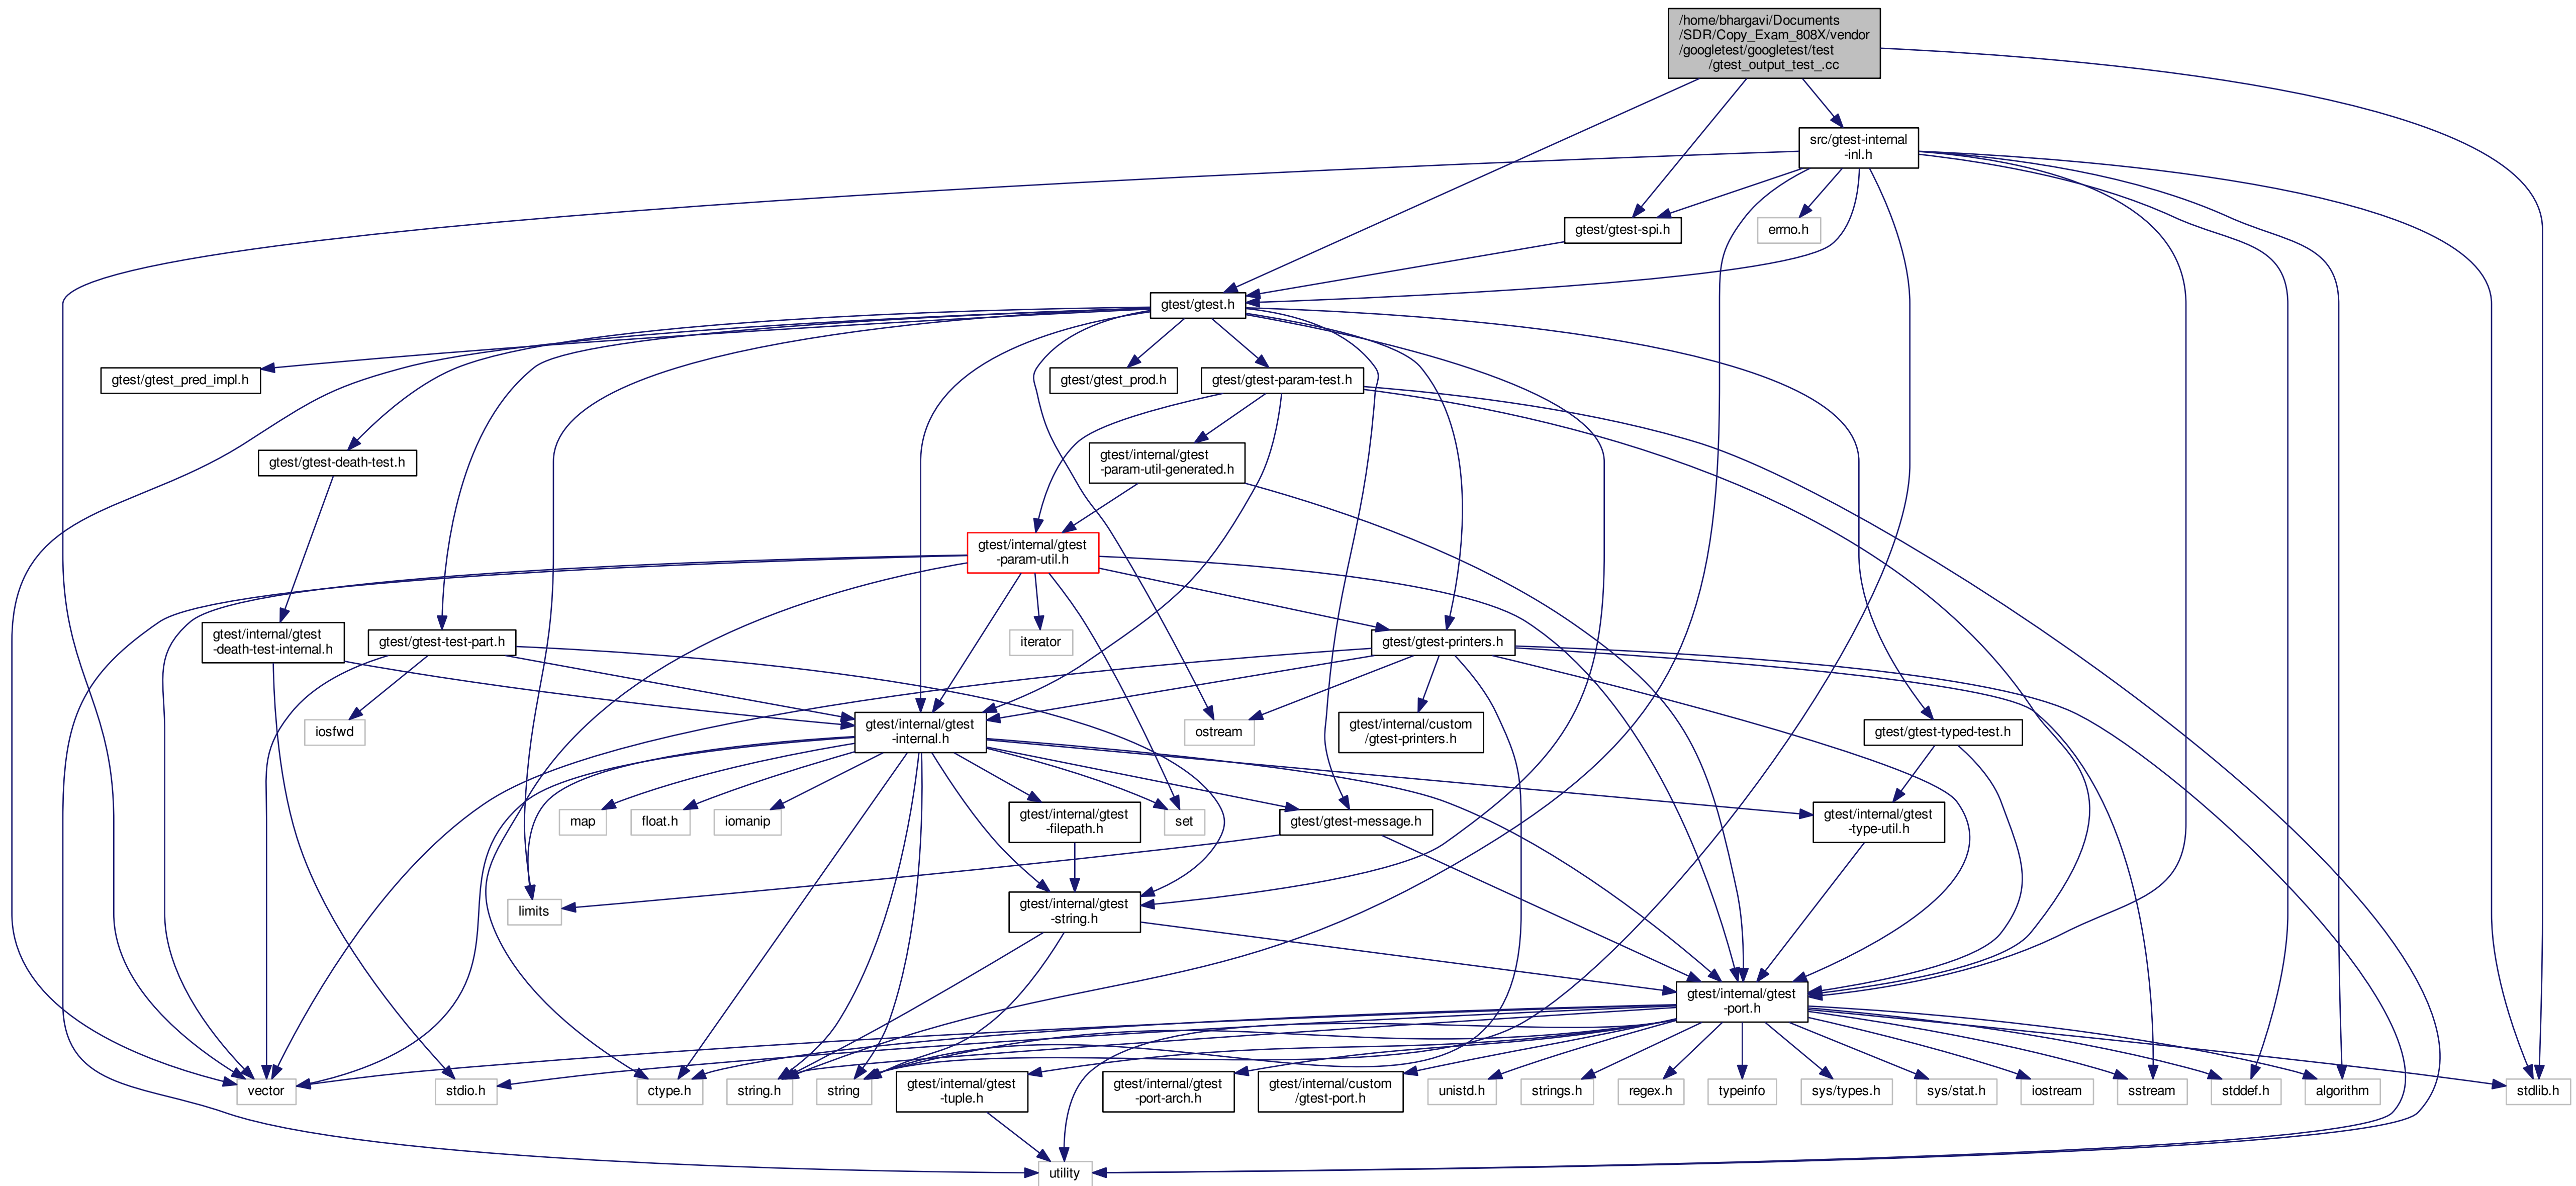 /home/bhargavi/Documents
/SDR/Copy_Exam_808X/vendor
/googletest/googletest/test
/gtest_output_test_.cc
src/gtest-internal
-inl.h
gtest/gtest-spi.h
errno.h
gtest/gtest.h
gtest/gtest_pred_impl.h
gtest/gtest_prod.h
gtest/gtest-param-test.h
gtest/gtest-death-test.h
gtest/internal/gtest
-param-util-generated.h
gtest/internal/gtest
-param-util.h
gtest/internal/gtest
-death-test-internal.h
gtest/gtest-test-part.h
iterator
gtest/gtest-printers.h
iosfwd
gtest/internal/gtest
-internal.h
ostream
gtest/internal/custom
/gtest-printers.h
gtest/gtest-typed-test.h
map
float.h
iomanip
gtest/internal/gtest
-filepath.h
set
gtest/gtest-message.h
gtest/internal/gtest
-type-util.h
limits
gtest/internal/gtest
-string.h
gtest/internal/gtest
-port.h
vector
stdio.h
ctype.h
string.h
string
gtest/internal/gtest
-tuple.h
gtest/internal/gtest
-port-arch.h
gtest/internal/custom
/gtest-port.h
unistd.h
strings.h
regex.h
typeinfo
sys/types.h
sys/stat.h
iostream
sstream
stddef.h
algorithm
stdlib.h
utility